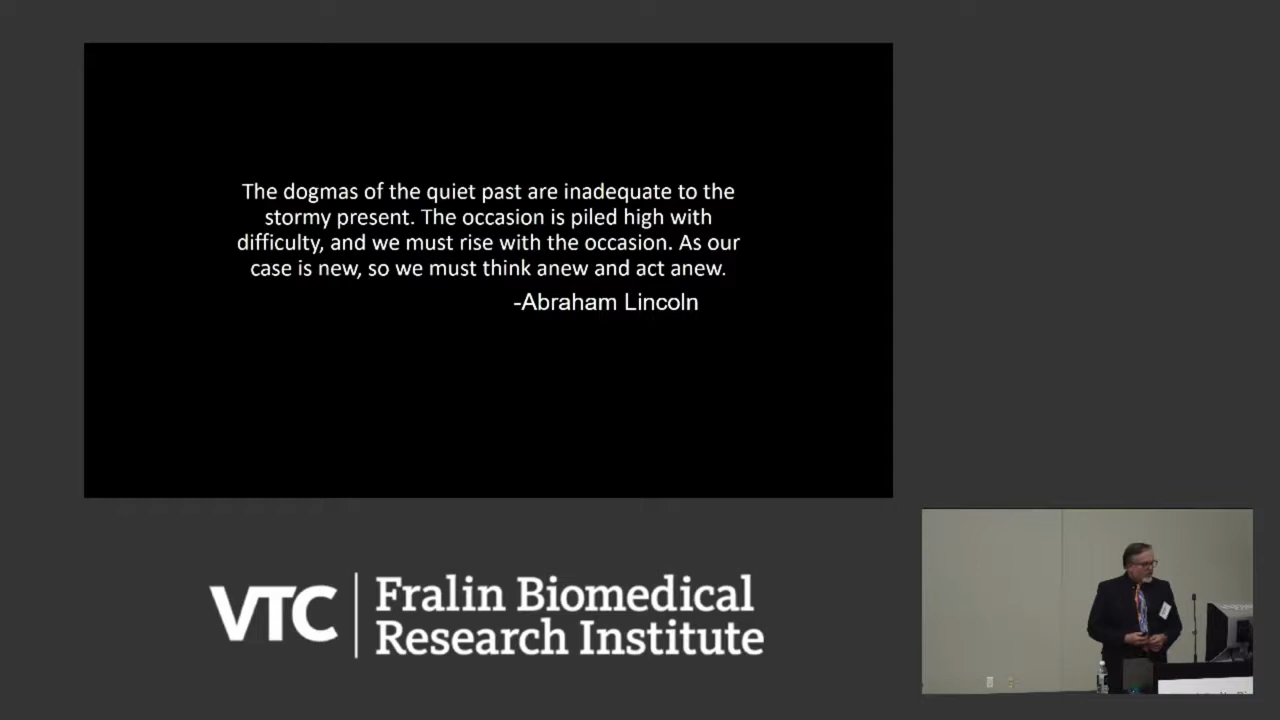 The dogmas of the quiet past are inadequate to the
stormy present. The occasion is piled high with
difficulty, and we must rise with the occasion. As our
case is new, so we must think anew and act anew.
-Abraham Lincoln
VTC
Fralin Biomedical
Research Institute